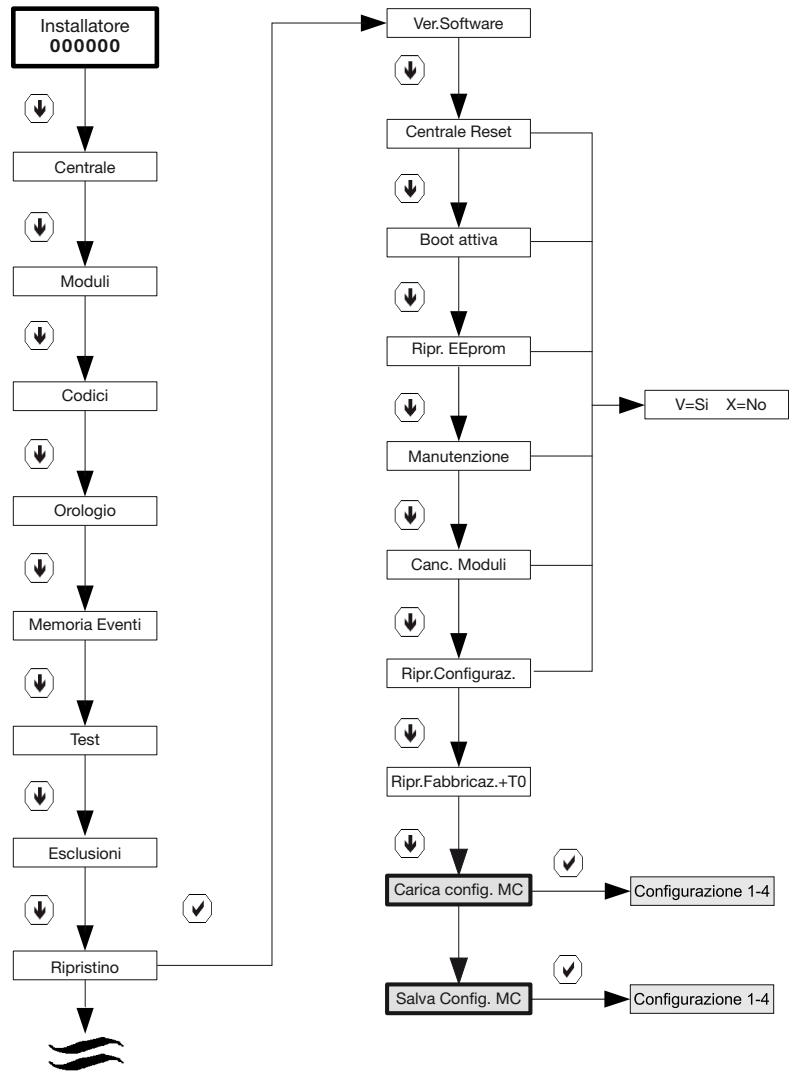 Installatore
000000
Centrale
Moduli
Codici
Orologio
Memoria Eventi
Test
Esclusioni
Ripristino
Ver.Software
Centrale Reset
Boot attiva
Ripr. EEprom
Manutenzione
Canc. Moduli
Ripr.Configuraz.
Ripr.Fabbricaz.+T0
Carica config. MC
Salva Config. MC
V=Si X=No
Configurazione 1-4
Configurazione 1-4